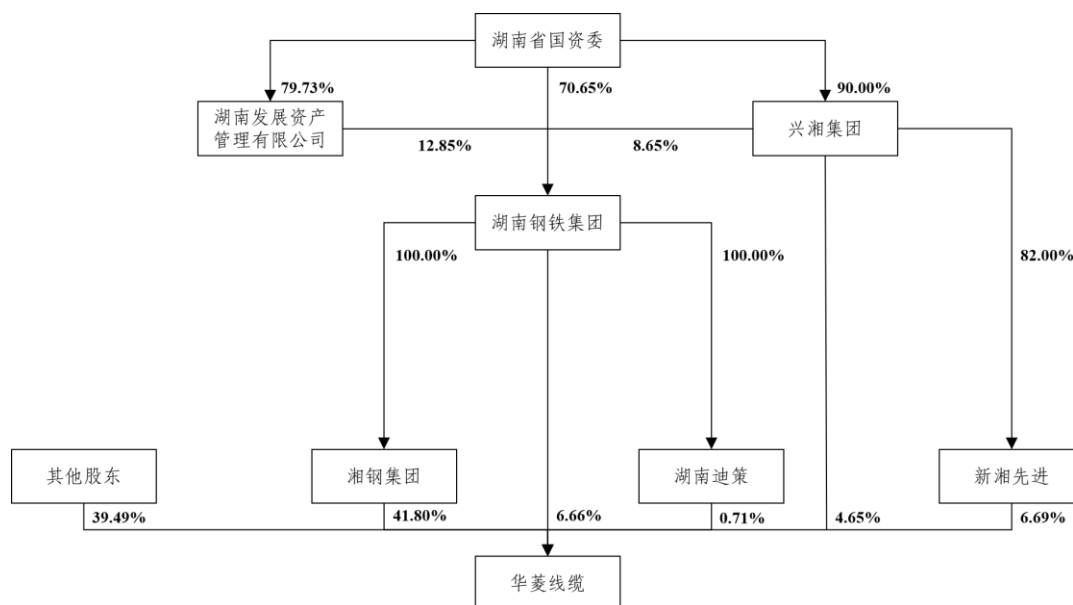 湖南省国资委
79.73%
70.65%
90.00%
湖南发展资产
管理有限公司
兴湘集团
12.85%
8.65%
湖南钢铁集团
100.00%
100.00%
82.00%
其他股东
湘钢集团
湖南迪策
新湘先进
39.49%
41.80%
6.66%
0.71%
4.65%
6.69%
华菱线缆